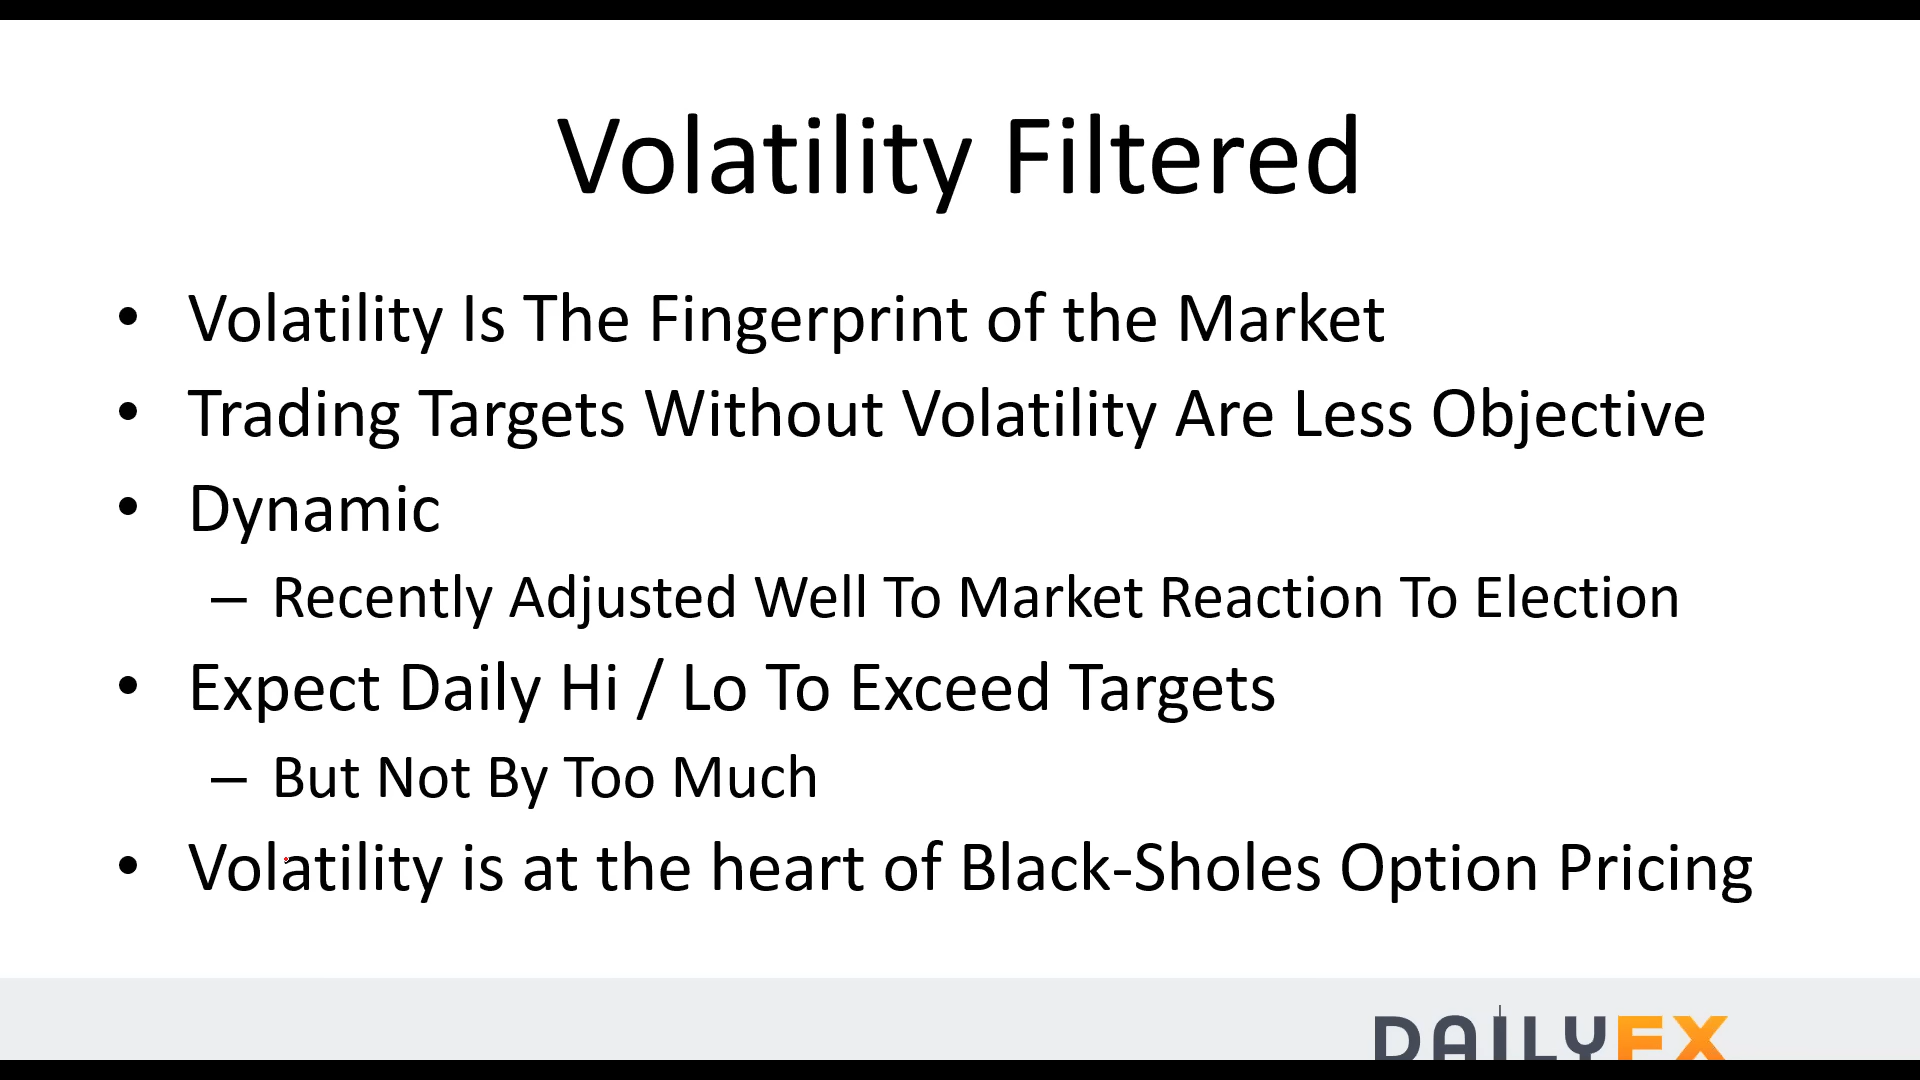 Volatility Filtered
• Volatility Is The Fingerprint of the Market
• Trading Targets Without Volatility Are Less Objective
• Dynamic
– Recently Adjusted Well To Market Reaction To Election
• Expect Daily Hi / Lo To Exceed Targets
– But Not By Too Much
• Volatility is at the heart of Black-Sholes Option Pricing
DAILYFX